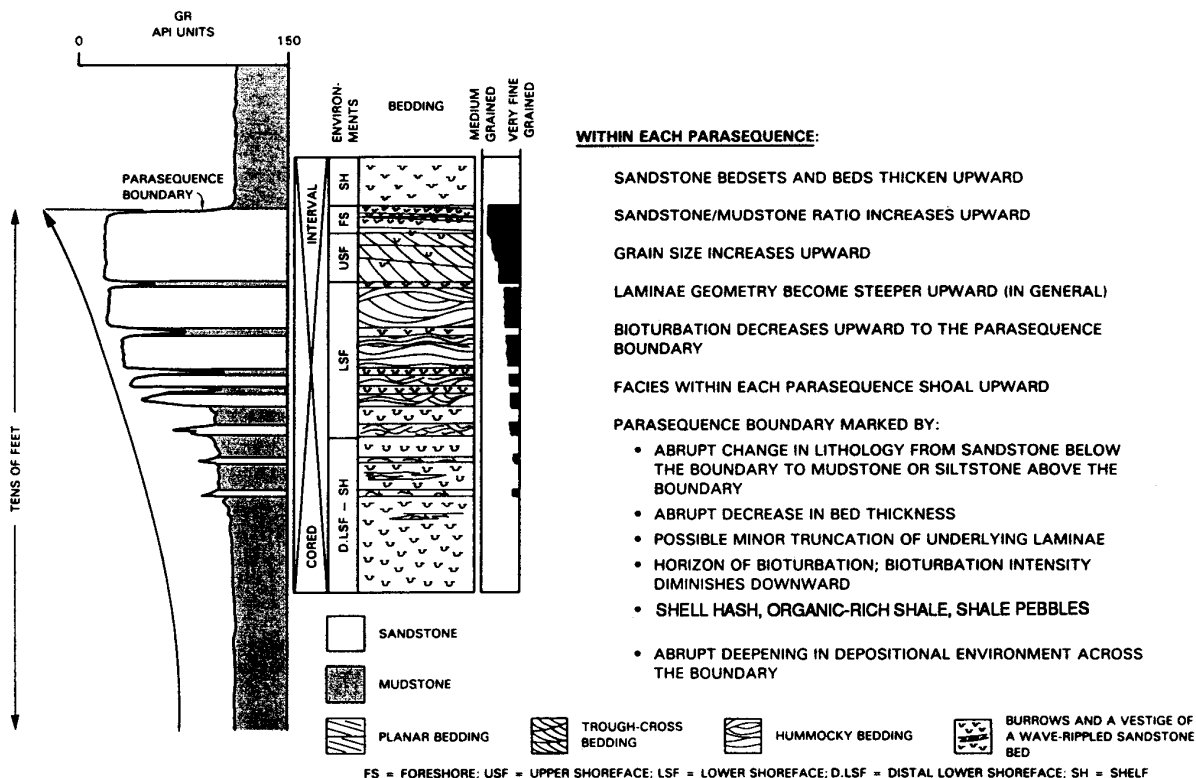 GR
API UNITS
0
150
ENVIRON-
MENTS
BEDDING
MEDIUM
GRAINED
VERY FINE
GRAINED
PARASEQUENCE
BOUNDARY
INTERVAL
CORED
SH
FS
USF
LSF
D.LSF – SH
TENS OF FEET
SANDSTONE
MUDSTONE
WITHIN EACH PARASEQUENCE:
SANDSTONE BEDSETS AND BEDS THICKEN UPWARD
SANDSTONE/MUDSTONE RATIO INCREASES UPWARD
GRAIN SIZE INCREASES UPWARD
LAMINAE GEOMETRY BECOME STEEPER UPWARD (IN GENERAL)
BIOTURBATION DECREASES UPWARD TO THE PARASEQUENCE
BOUNDARY
FACIES WITHIN EACH PARASEQUENCE SHOAL UPWARD
PARASEQUENCE BOUNDARY MARKED BY:
• ABRUPT CHANGE IN LITHOLOGY FROM SANDSTONE BELOW
THE BOUNDARY TO MUDSTONE OR SILTSTONE ABOVE THE
BOUNDARY
• ABRUPT DECREASE IN BED THICKNESS
• POSSIBLE MINOR TRUNCATION OF UNDERLYING LAMINAE
• HORIZON OF BIOTURBATION; BIOTURBATION INTENSITY
DIMINISHES DOWNWARD
• SHELL HASH, ORGANIC-RICH SHALE, SHALE PEBBLES
• ABRUPT DEEPENING IN DEPOSITIONAL ENVIRONMENT ACROSS
THE BOUNDARY
PLANAR BEDDING
TROUGH-CROSS
BEDDING
HUMMOCKY BEDDING
BURROWS AND A VESTIGE OF
A WAVE-RIPPLED SANDSTONE
BED
FS = FORESHORE; USF = UPPER SHOREFACE; LSF = LOWER SHOREFACE; D.LSF = DISTAL LOWER SHOREFACE; SH = SHELF